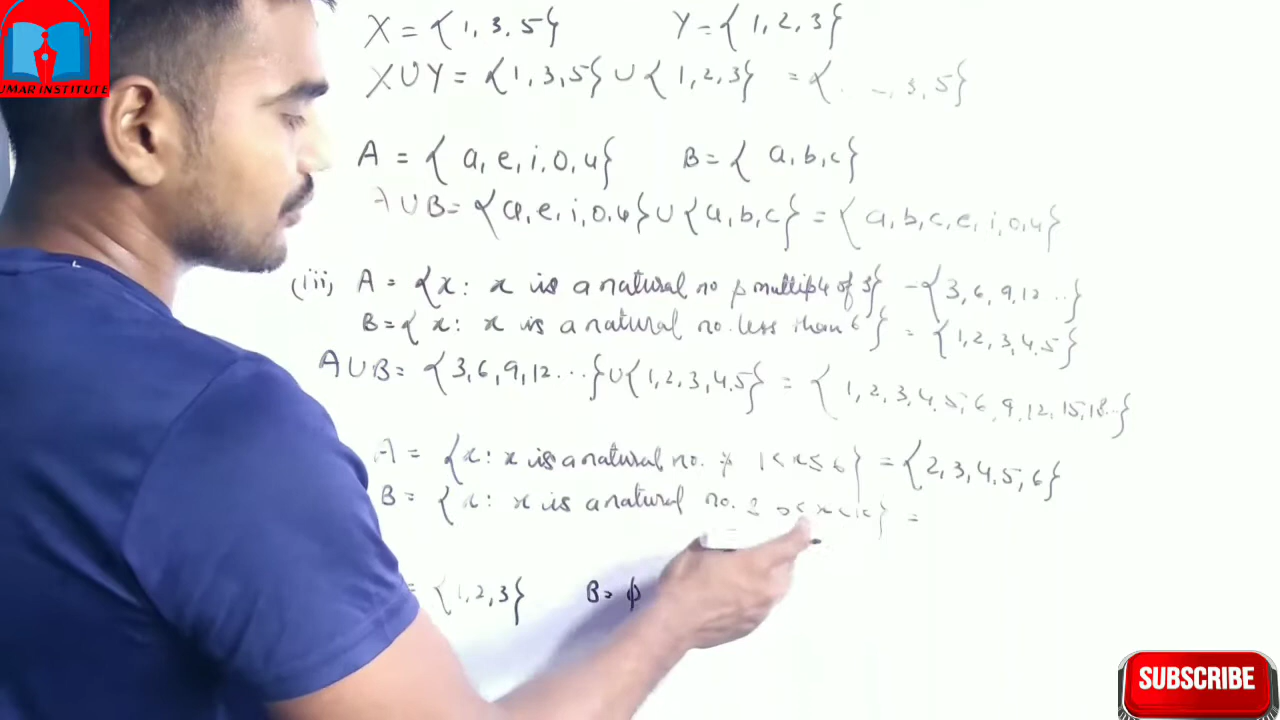 UMAR INSTITUTE
X = {1,3,5} Y = {1,2,3}
X∪Y = {1,3,5} ∪ {1,2,3} = { 3,5}
A = {a,e,i,o,u} B = {a,b,c}
A∪B = {a,e,i,o,u} ∪ {a,b,c} = {a,b,c,e,i,o,u}
(iii) A = {x: x is a natural no multiple of 3} = {3,6,9,12...}
B = {x: x is a natural no. less than 6} = {1,2,3,4,5}
A∪B = {3,6,9,12...} ∪ {1,2,3,4,5} = {1,2,3,4,5,6,9,12,15,18...}
A = {x: x is a natural no. 1<x≤6} = {2,3,4,5,6}
B = {x: x is a natural no. } =
= {1,2,3} B = ϕ
SUBSCRIBE